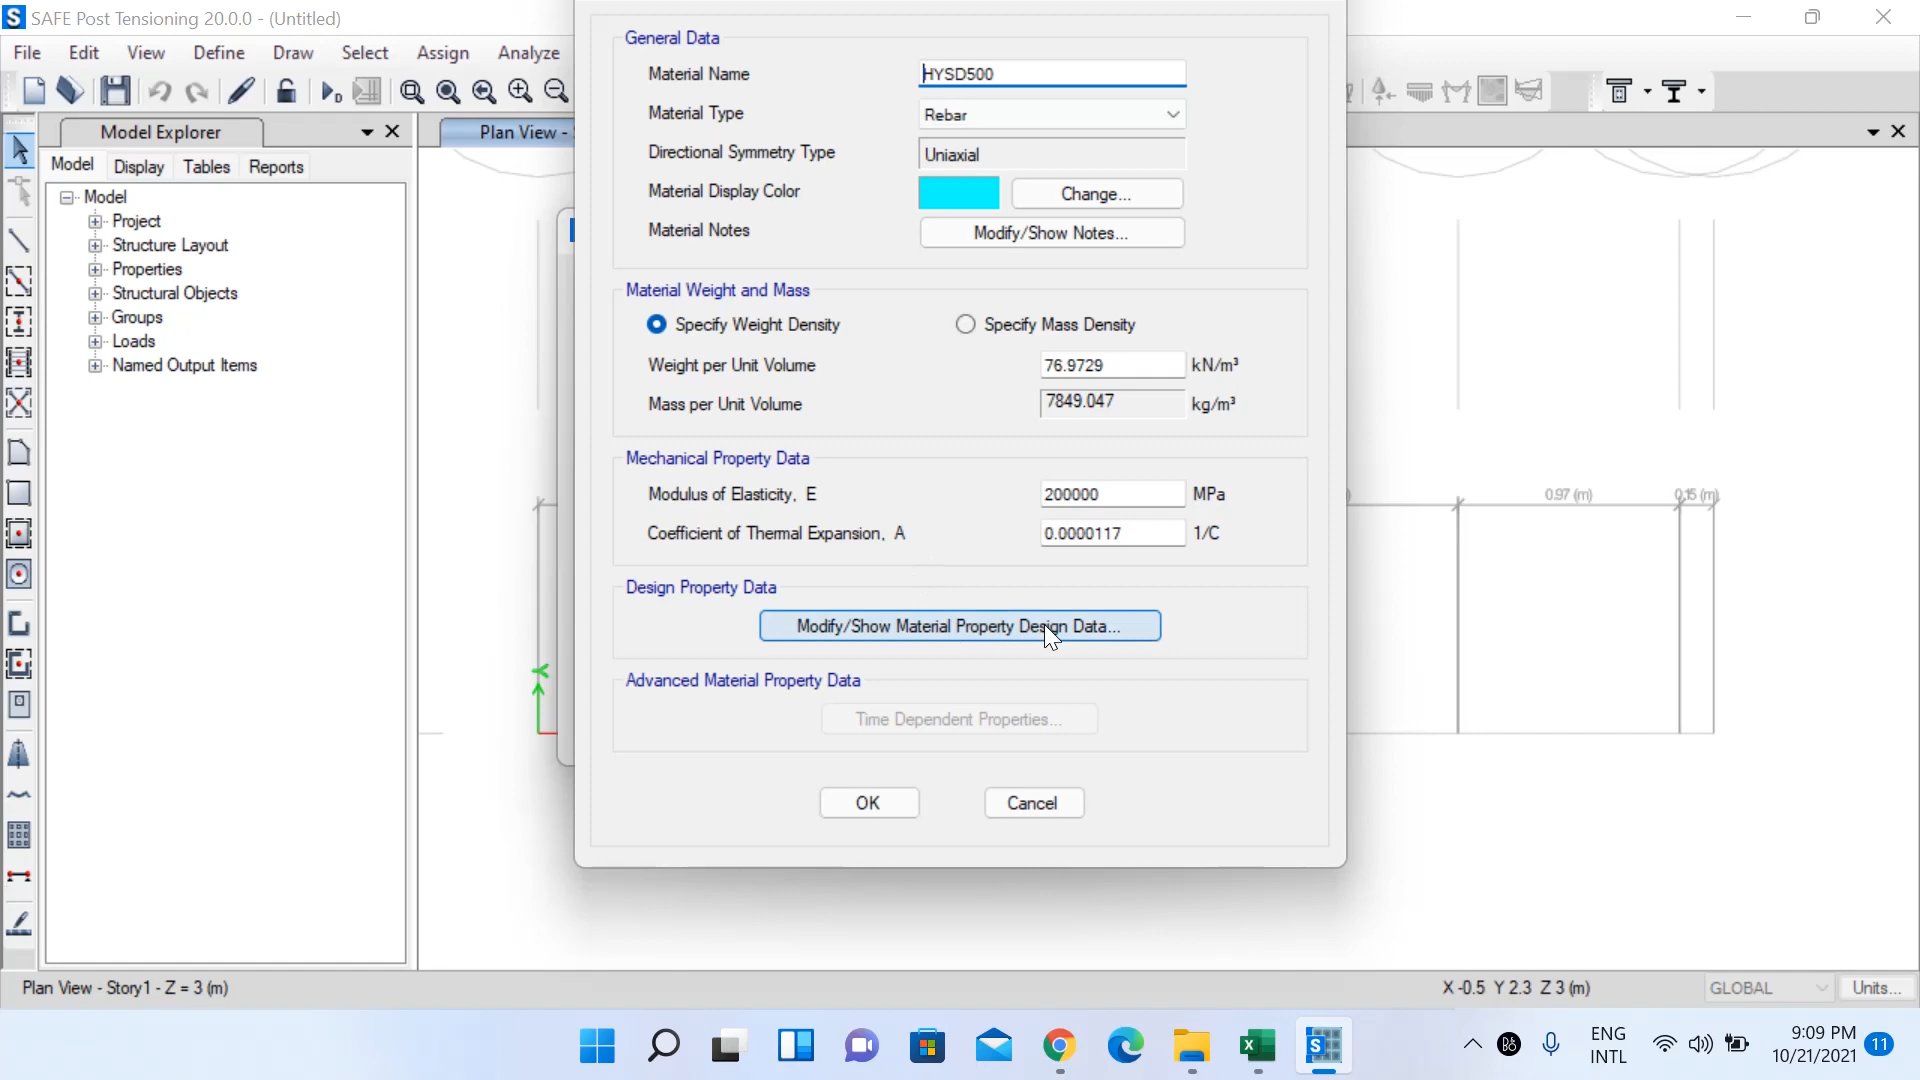 SAFE Post Tensioning 20.0.0 - (Untitled)
File Edit View Define Draw Select Assign Analyze
Model Explorer
Plan View -
Model Display Tables Reports
Model
Project
Structure Layout
Properties
Structural Objects
Groups
Loads
Named Output Items
General Data
Material Name HYSD500
Material Type Rebar
Directional Symmetry Type Uniaxial
Material Display Color Change...
Material Notes Modify/Show Notes...
Material Weight and Mass
Specify Weight Density Specify Mass Density
Weight per Unit Volume 76.9729 kN/m³
Mass per Unit Volume 7849.047 kg/m³
Mechanical Property Data
Modulus of Elasticity, E 200000 MPa
Coefficient of Thermal Expansion, A 0.0000117 1/C
Design Property Data
Modify/Show Material Property Design Data...
Advanced Material Property Data
Time Dependent Properties...
OK Cancel
0.97 (m) 0.15 (m)
Plan View - Story1 - Z = 3 (m) X -0.5 Y 2.3 Z 3 (m) GLOBAL Units...
ENG
INTL
9:09 PM
10/21/2021
11